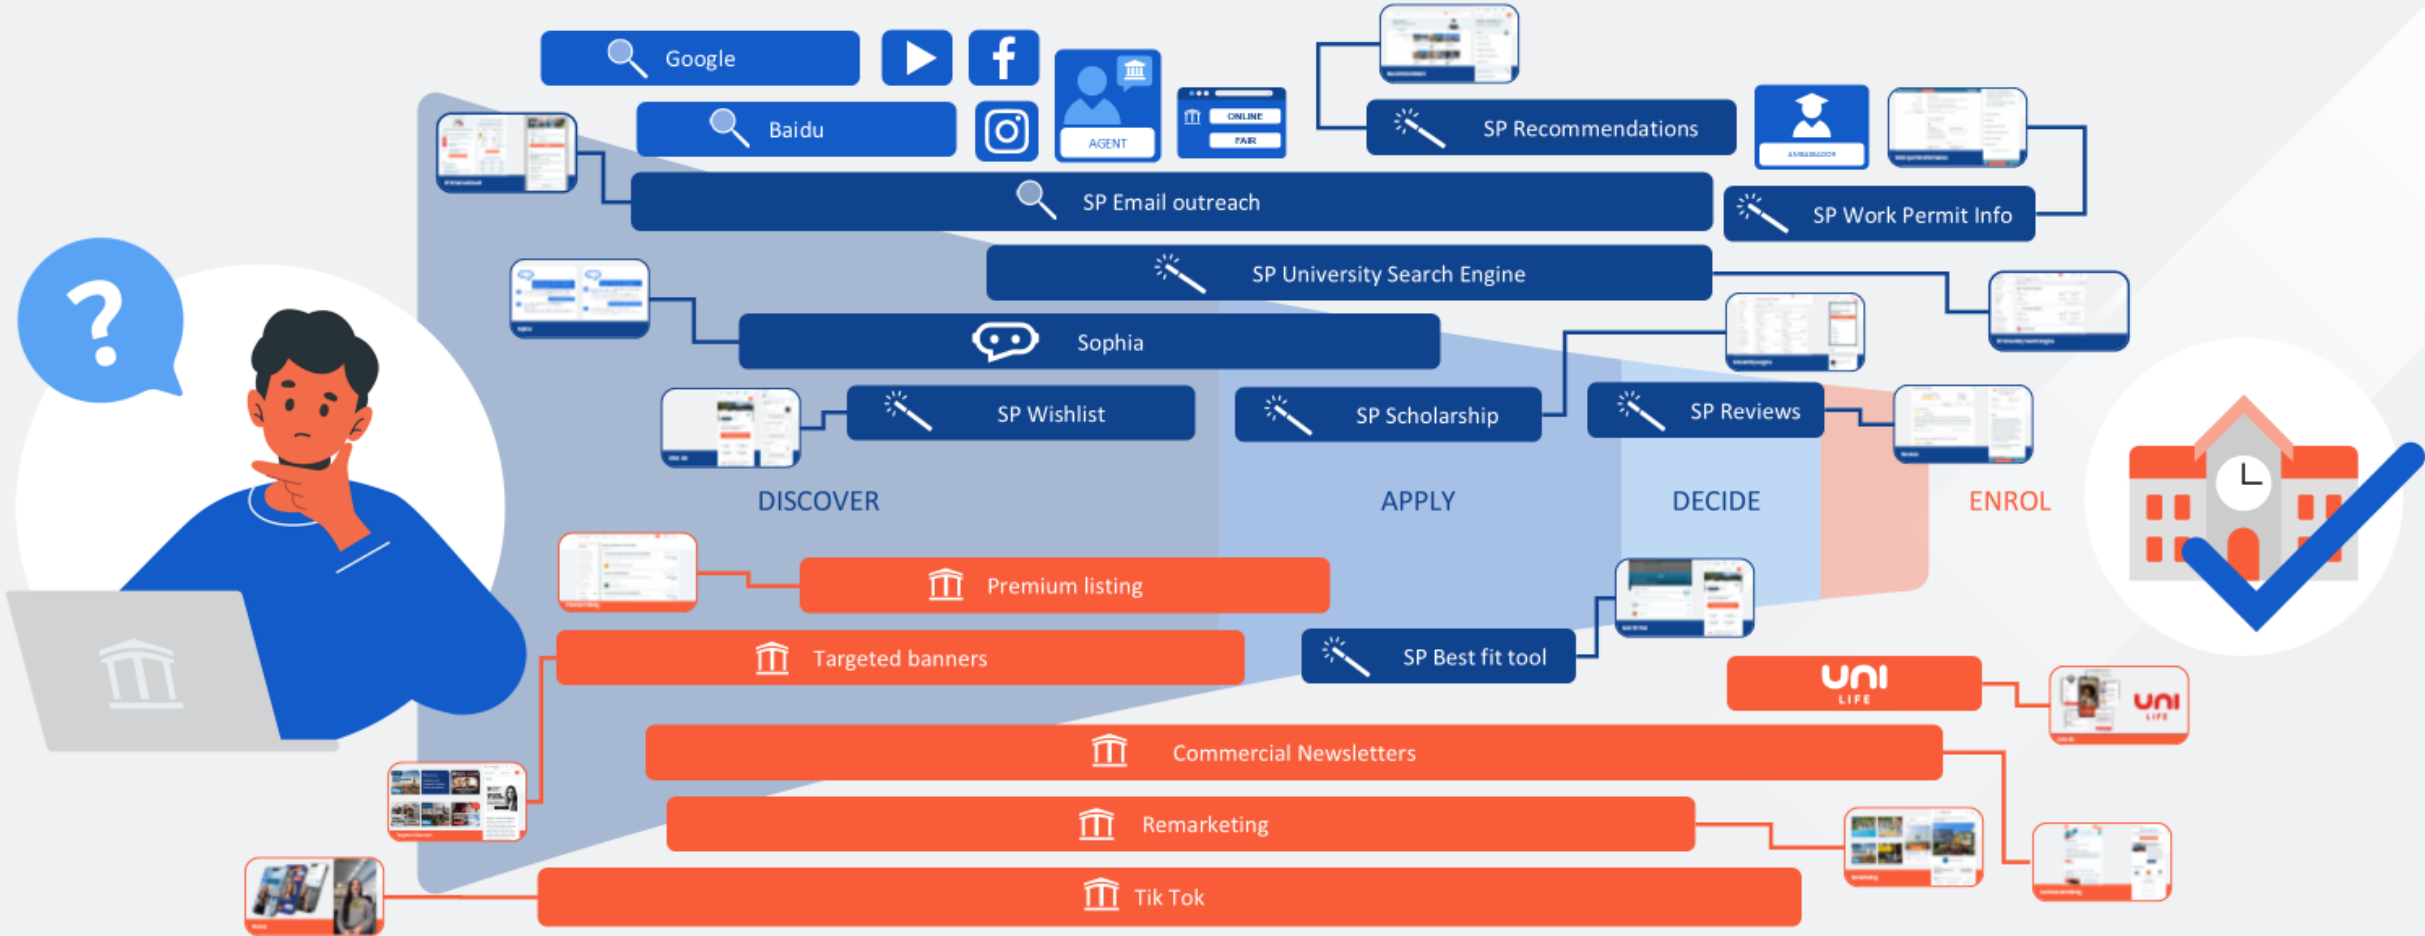 Google
Baidu
AGENT
ONLINE
FAIR
SP Recommendations
AMBASSADOR
SP Email outreach
SP Work Permit Info
SP University Search Engine
?
Sophia
SP Wishlist
SP Scholarship
SP Reviews
DISCOVER
APPLY
DECIDE
ENROL
Premium listing
Targeted banners
SP Best fit tool
UNI
LIFE
UNI
LIFE
Commercial Newsletters
Remarketing
Tik Tok